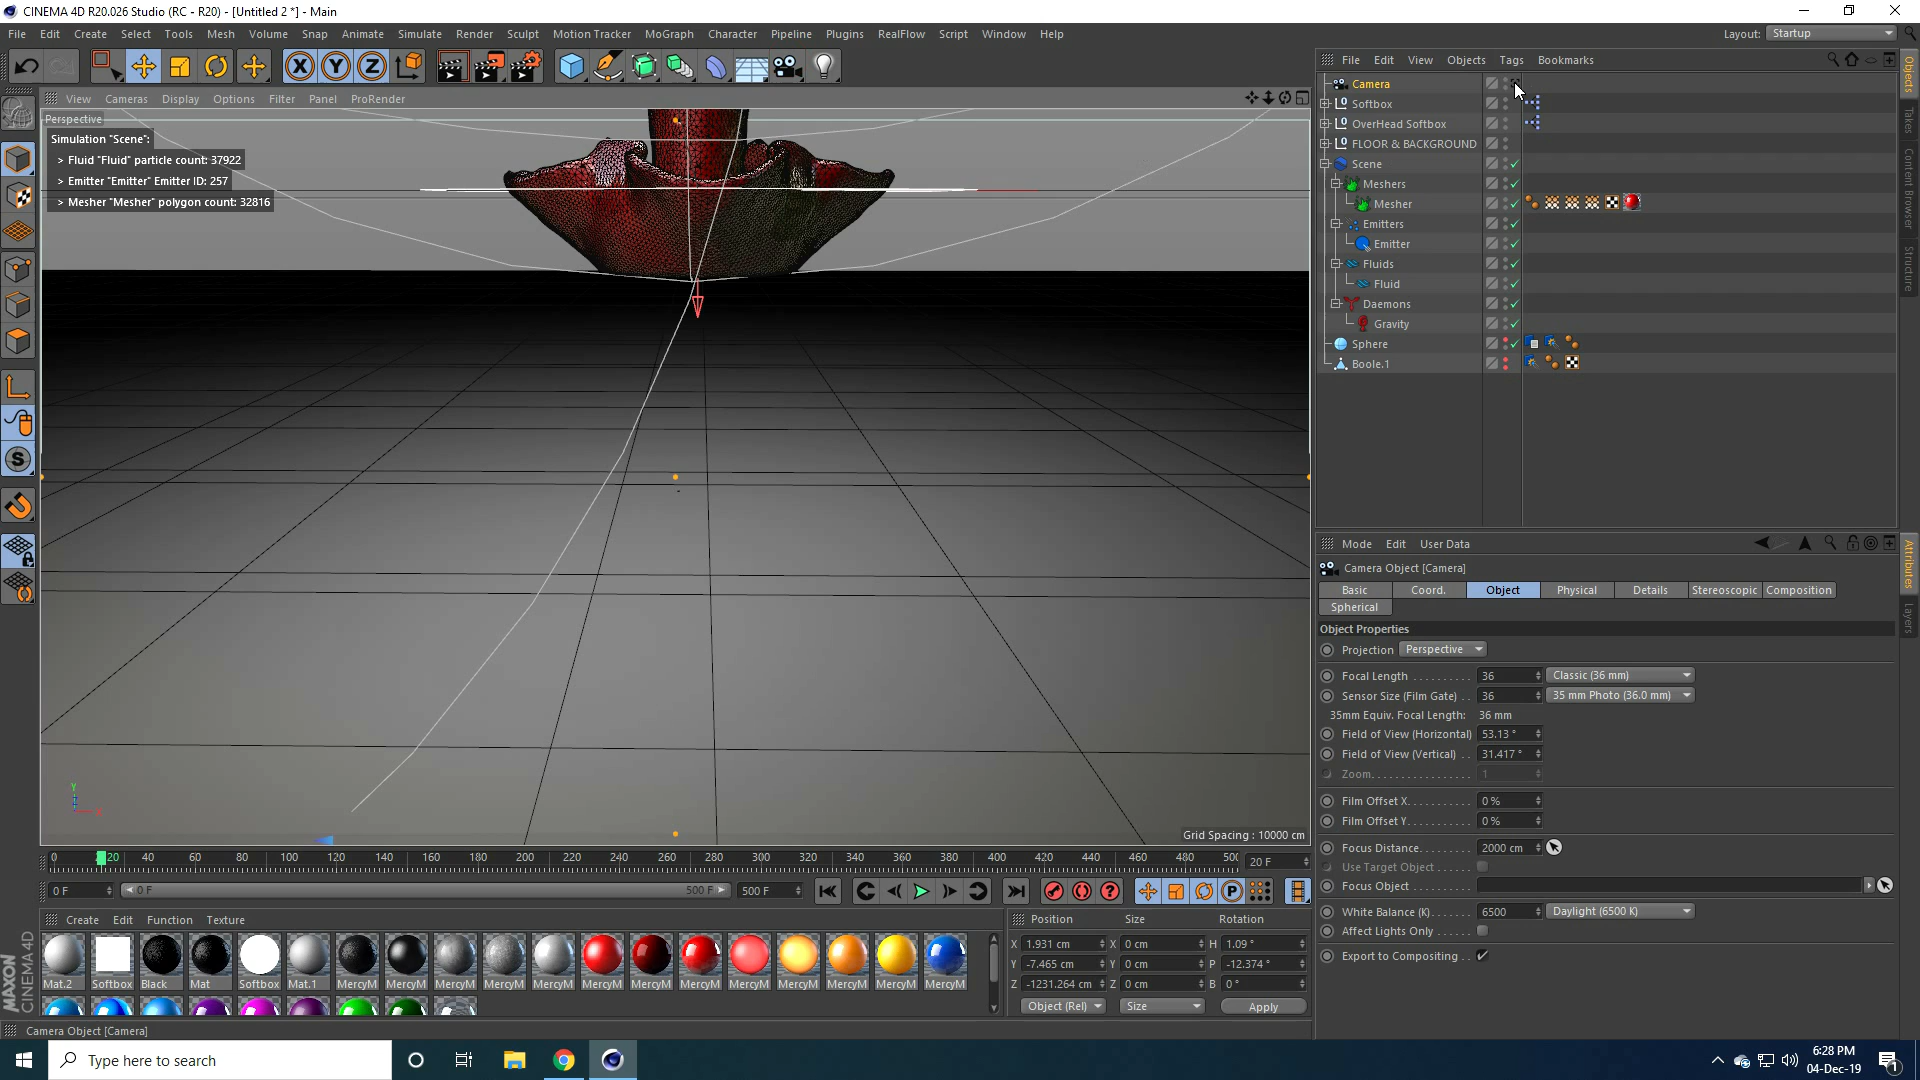 CINEMA 4D R20.026 Studio (RC - R20) - [Untitled 2 *] - Main
File Edit Create Select Tools Mesh Volume Snap Animate Simulate Render Sculpt Motion Tracker MoGraph Character Pipeline Plugins RealFlow Script Window Help
Layout: Startup
File Edit View Objects Tags Bookmarks
View Cameras Display Options Filter Panel ProRender
Perspective
Simulation "Scene":
> Fluid "Fluid" particle count: 37922
> Emitter "Emitter" Emitter ID: 257
> Mesher "Mesher" polygon count: 32816
Camera
Softbox
OverHead Softbox
FLOOR & BACKGROUND
Scene
Meshers
Mesher
Emitters
Emitter
Fluids
Fluid
Daemons
Gravity
Sphere
Boole.1
Objects
Takes
Content Browser
Structure
Mode Edit User Data
Camera Object [Camera]
Basic Coord. Object Physical Details Stereoscopic Composition
Spherical
Object Properties
Projection Perspective
Focal Length . . . . . . . . . . 36 Classic (36 mm)
Sensor Size (Film Gate) . . 36 35 mm Photo (36.0 mm)
35mm Equiv. Focal Length: 36 mm
Field of View (Horizontal) 53.13 °
Field of View (Vertical) . . 31.417 °
Zoom. . . . . . . . . . . . . . . . 1
Film Offset X. . . . . . . . . . 0 %
Film Offset Y. . . . . . . . . . 0 %
Focus Distance. . . . . . . . 2000 cm
Use Target Object . . . . . .
Focus Object . . . . . . . . . .
White Balance (K). . . . . . . 6500 Daylight (6500 K)
Affect Lights Only . . . . . .
Export to Compositing . .
Attributes
Layers
Y
Z
X
Grid Spacing : 10000 cm
0 20 40 60 80 100 120 140 160 180 200 220 240 260 280 300 320 340 360 380 400 420 440 460 480 500 20 F
0 F 0 F 500 F 500 F
Create Edit Function Texture
Mat.2 Softbox Black Mat Softbox Mat.1 MercyM MercyM MercyM MercyM MercyM MercyM MercyM MercyM MercyM MercyM MercyM MercyM MercyM
Position Size Rotation
X 1.931 cm X 0 cm H 1.09 °
Y -7.465 cm Y 0 cm P -12.374 °
Z -1231.264 cm Z 0 cm B 0 °
Object (Rel) Size Apply
MAXON
CINEMA 4D
Camera Object [Camera]
Type here to search
6:28 PM
04-Dec-19
1